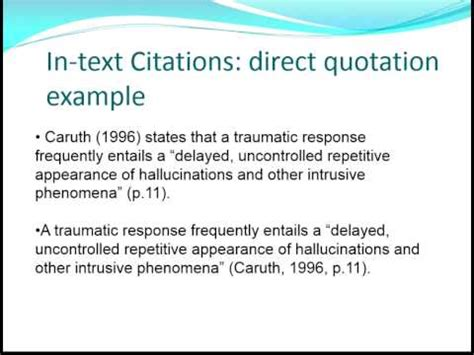 In-text Citations: direct quotation
example
• Caruth (1996) states that a traumatic response
frequently entails a “delayed, uncontrolled repetitive
appearance of hallucinations and other intrusive
phenomena” (p.11).
•A traumatic response frequently entails a “delayed,
uncontrolled repetitive appearance of hallucinations and
other intrusive phenomena” (Caruth, 1996, p.11).